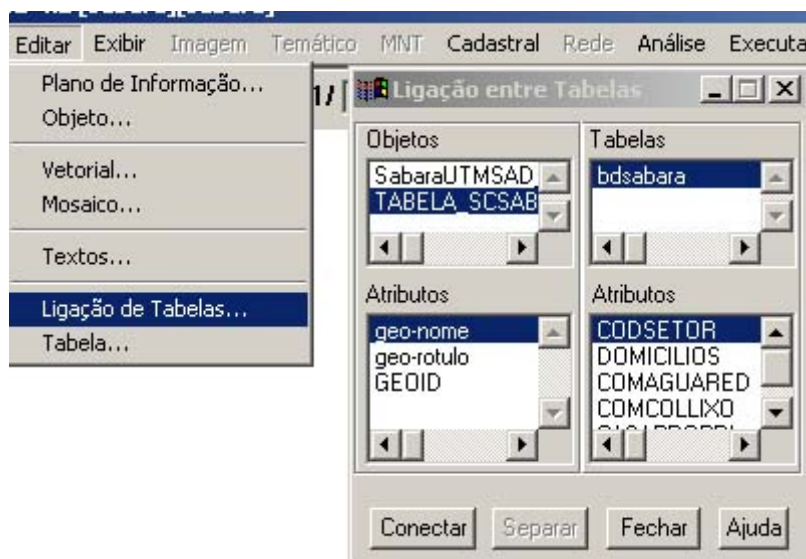 Editar Exibir Imagem Temático MNT Cadastral Rede Análise Executa
Plano de Informação...
Objeto...
Vetorial...
Mosaico...
Textos...
Ligação de Tabelas...
Tabela...
1/
Ligação entre Tabelas
Objetos
SabaraUTMSAD
TABELA_SCSAB
Tabelas
bdsabara
Atributos
geo-nome
geo-rotulo
GEOID
Atributos
CODSETOR
DOMICILIOS
COMAGUARED
COMCOLLIXO
Conectar Separar Fechar Ajuda